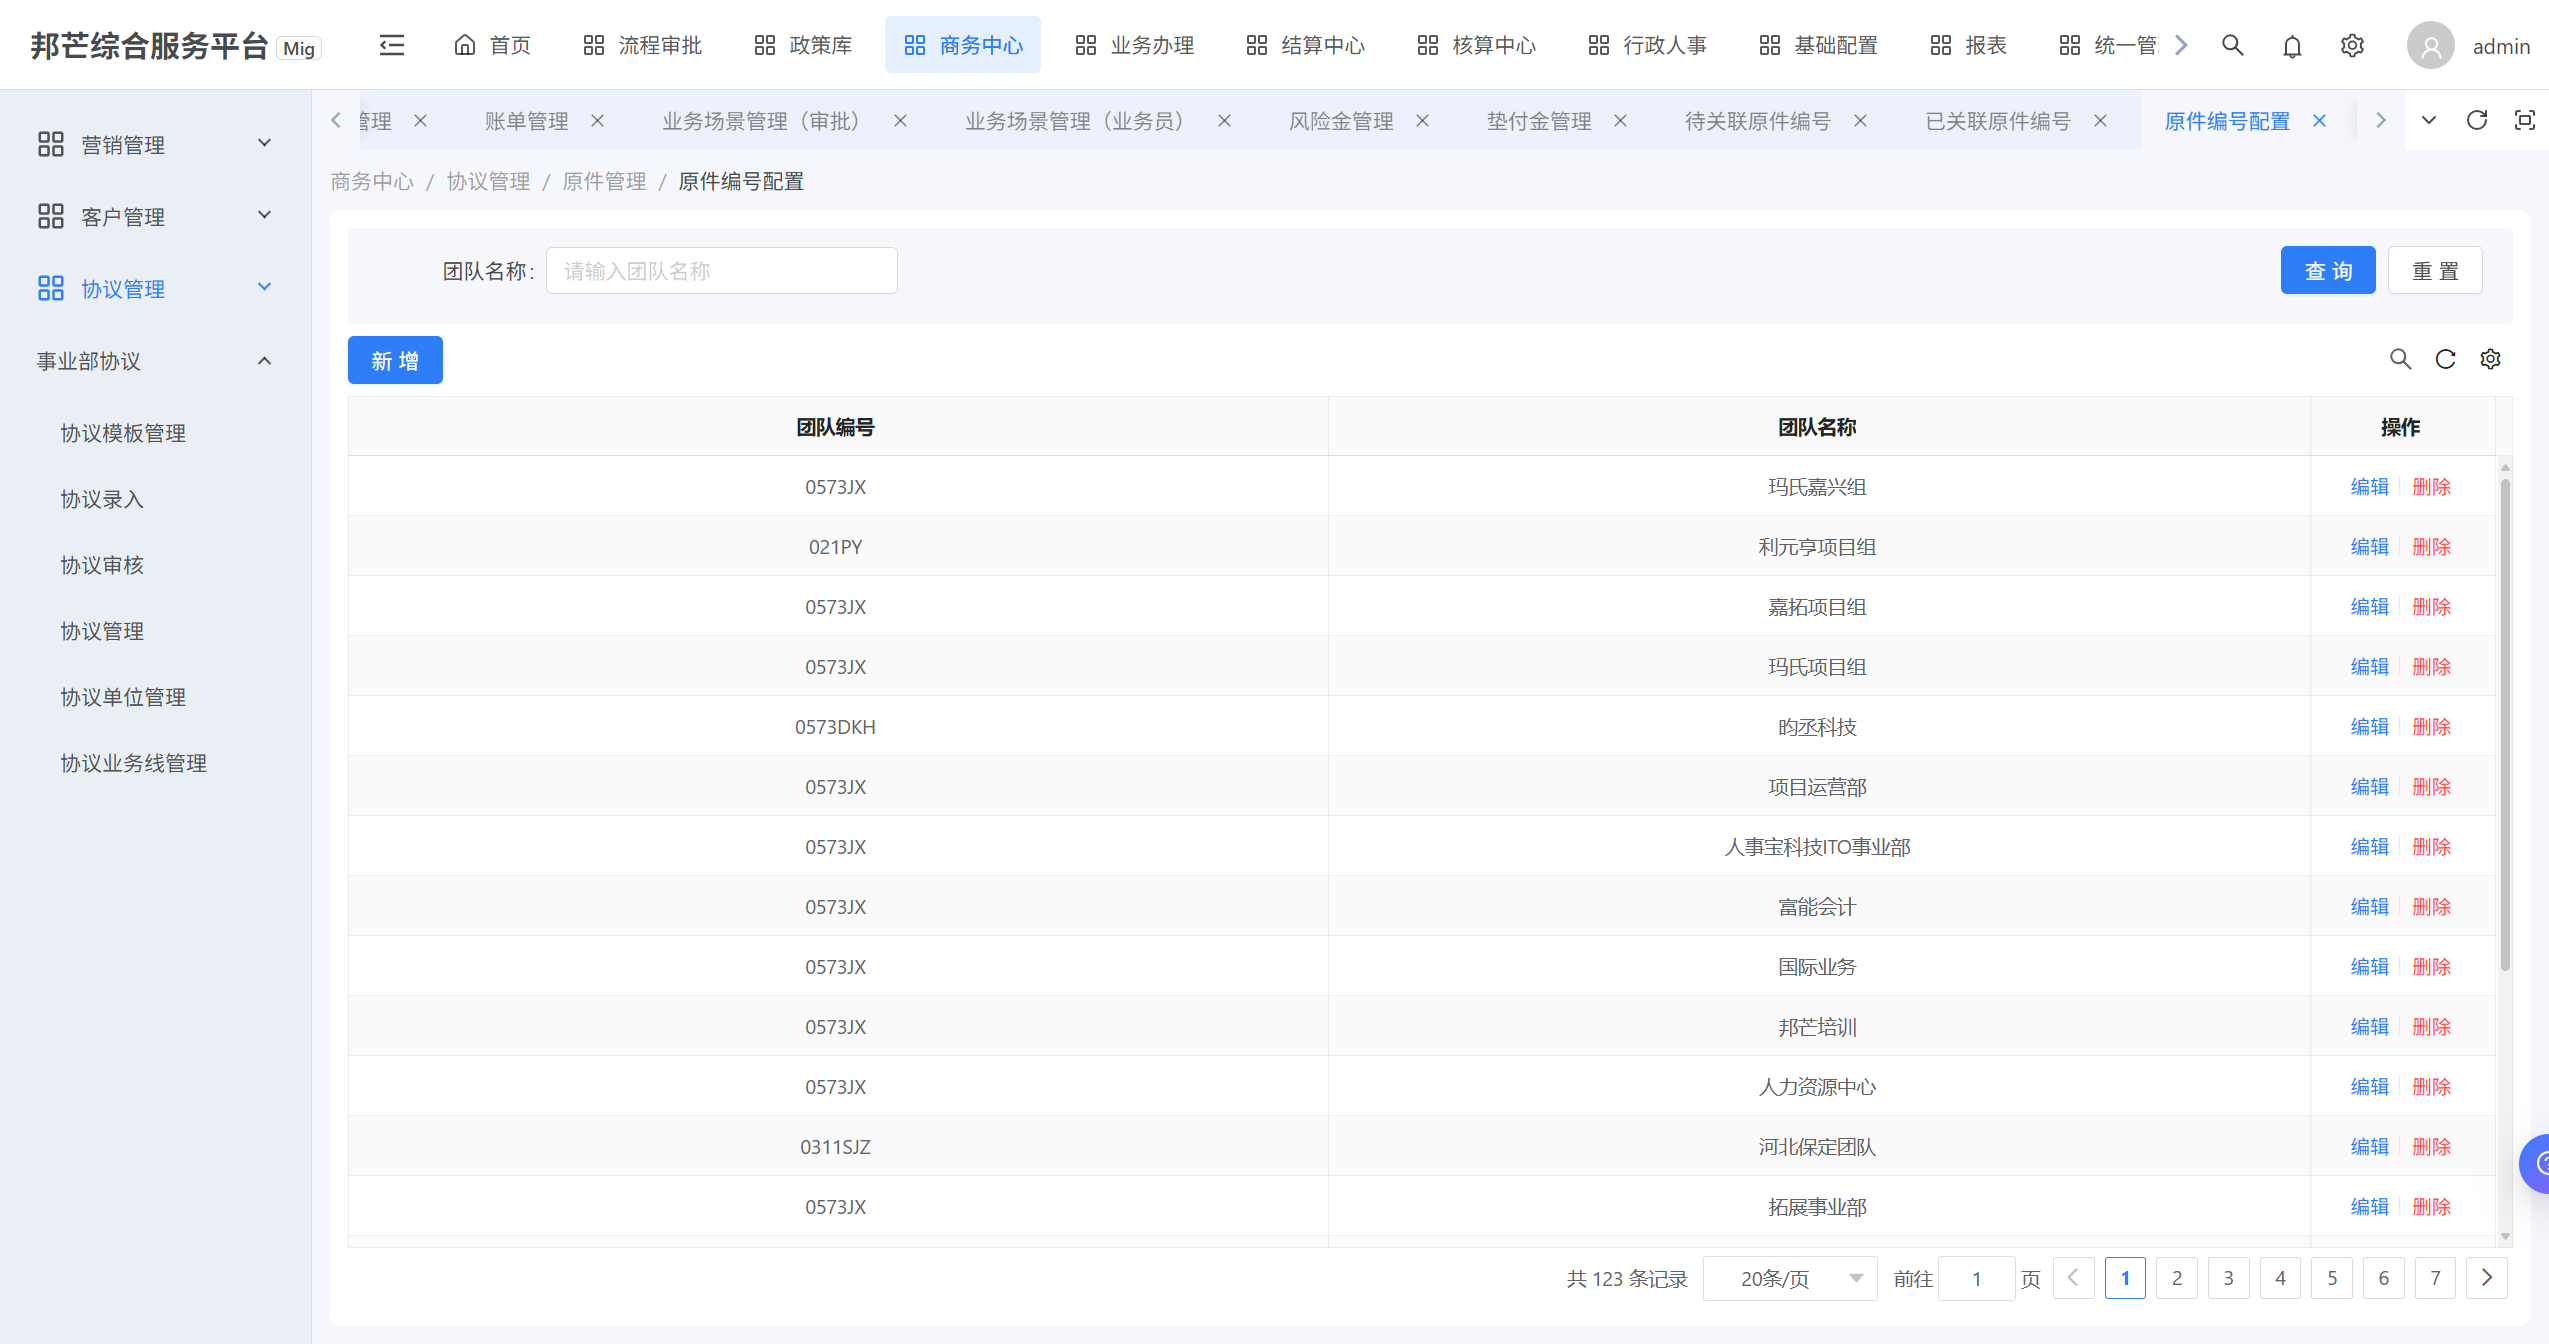 邦芒综合服务平台 Mig
首页 流程审批 政策库 商务中心 业务办理 结算中心 核算中心 行政人事 基础配置 报表 统一管 admin
管理 账单管理 业务场景管理（审批） 业务场景管理（业务员） 风险金管理 垫付金管理 待关联原件编号 已关联原件编号 原件编号配置
营销管理
客户管理
协议管理
事业部协议
协议模板管理
协议录入
协议审核
协议管理
协议单位管理
协议业务线管理
商务中心 / 协议管理 / 原件管理 / 原件编号配置
团队名称: 请输入团队名称 查 询 重 置
新 增
团队编号 团队名称 操作
0573JX 玛氏嘉兴组 编辑 删除
021PY 利元亨项目组 编辑 删除
0573JX 嘉拓项目组 编辑 删除
0573JX 玛氏项目组 编辑 删除
0573DKH 昀丞科技 编辑 删除
0573JX 项目运营部 编辑 删除
0573JX 人事宝科技ITO事业部 编辑 删除
0573JX 富能会计 编辑 删除
0573JX 国际业务 编辑 删除
0573JX 邦芒培训 编辑 删除
0573JX 人力资源中心 编辑 删除
0311SJZ 河北保定团队 编辑 删除
0573JX 拓展事业部 编辑 删除
共 123 条记录 20条/页 前往 1 页 1 2 3 4 5 6 7